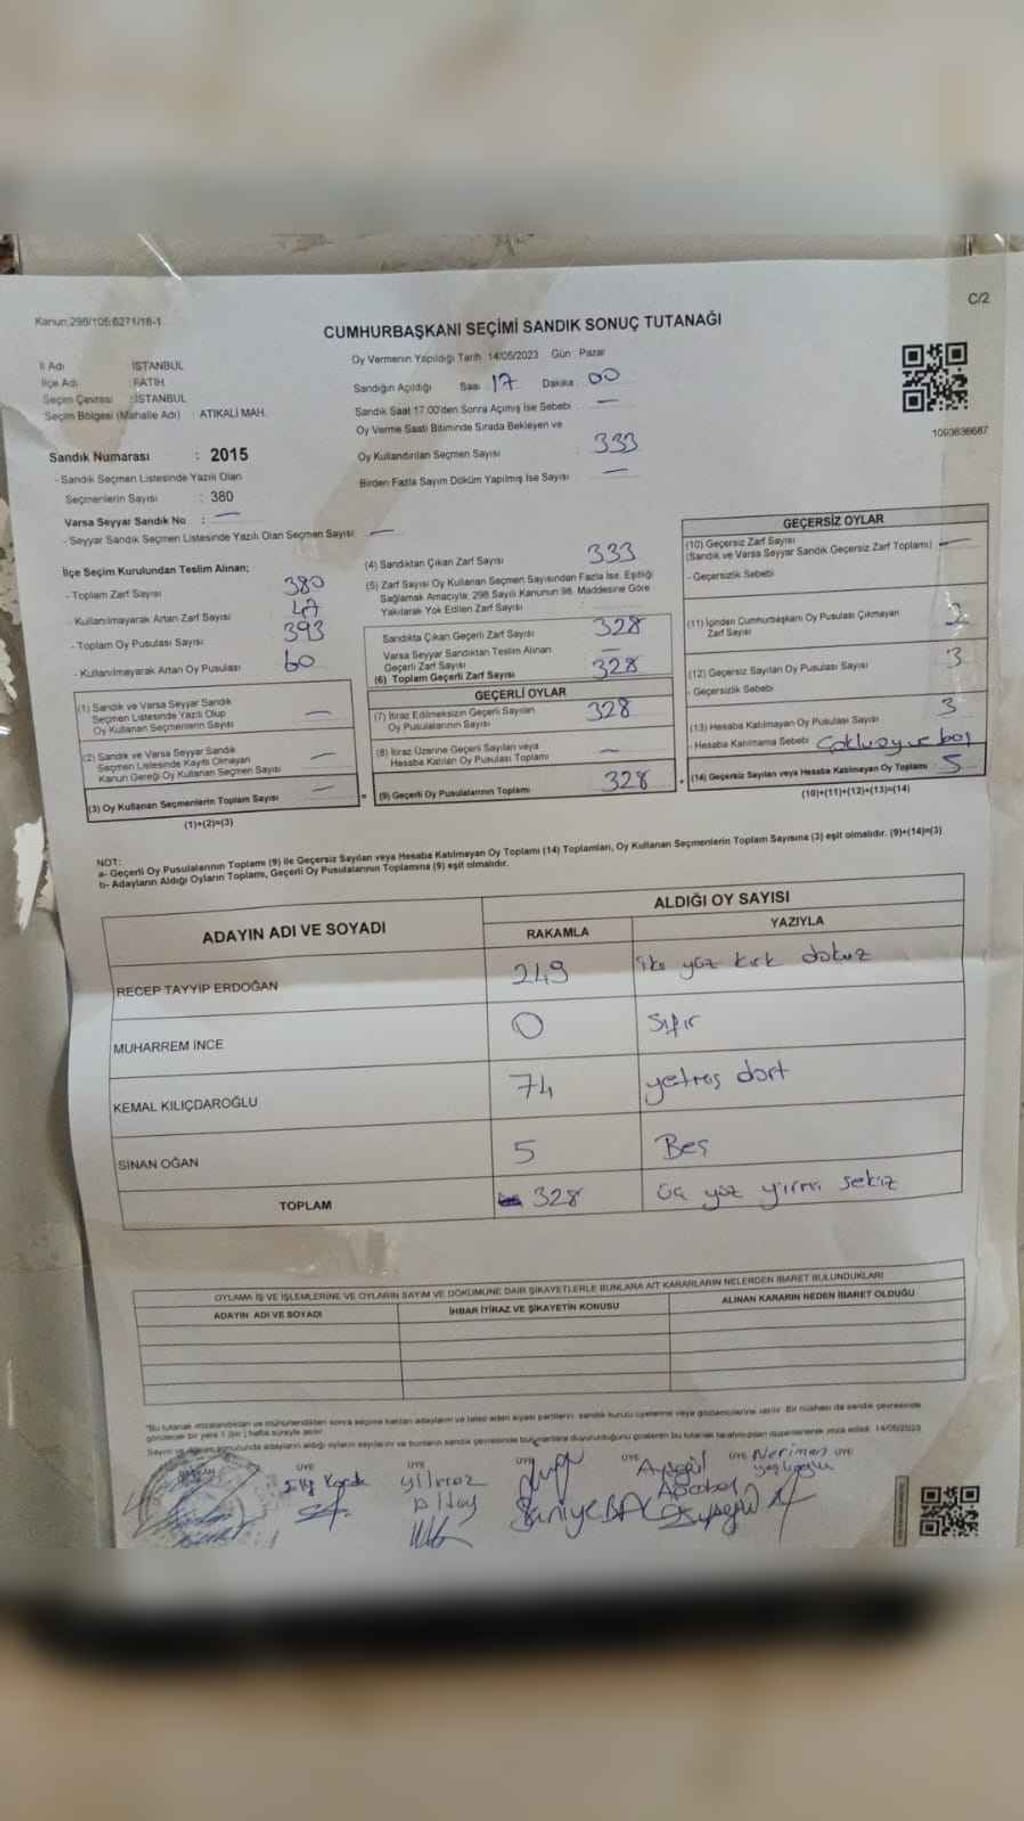 Kanun:298/105;6271/18-1
C/2
CUMHURBAŞKANI SEÇİMİ SANDIK SONUÇ TUTANAĞI
İl Adı : İSTANBUL
İlçe Adı : FATİH
Seçim Çevresi : İSTANBUL
Seçim Bölgesi (Mahalle Adı) : ATIKALİ MAH.
Sandık Numarası : 2015
- Sandık Seçmen Listesinde Yazılı Olan
Seçmenlerin Sayısı : 380
Varsa Seyyar Sandık No : —
- Seyyar Sandık Seçmen Listesinde Yazılı Olan Seçmen Sayısı: —
Oy Vermenin Yapıldığı Tarih: 14/05/2023 Gün: Pazar
Sandığın Açıldığı Saat 17 Dakika 00
Sandık Saat 17.00'den Sonra Açılmış İse Sebebi —
Oy Verme Saati Bitiminde Sırada Bekleyen ve
Oy Kullandırılan Seçmen Sayısı 333
Birden Fazla Sayım Döküm Yapılmış İse Sayısı —
1093636687
İlçe Seçim Kurulundan Teslim Alınan;
- Toplam Zarf Sayısı 380
- Kullanılmayarak Artan Zarf Sayısı 47
- Toplam Oy Pusulası Sayısı 393
- Kullanılmayarak Artan Oy Pusulası 60
(1) Sandık ve Varsa Seyyar Sandık
Seçmen Listesinde Yazılı Olup
Oy Kullanan Seçmenlerin Sayısı —
(2) Sandık ve Varsa Seyyar Sandık
Seçmen Listesinde Kayıtlı Olmayan
Kanun Gereği Oy Kullanan Seçmen Sayısı —
(3) Oy Kullanan Seçmenlerin Toplam Sayısı —
(1)+(2)=(3)
(4) Sandıktan Çıkan Zarf Sayısı 333
(5) Zarf Sayısı Oy Kullanan Seçmen Sayısından Fazla İse, Eşitliği
Sağlamak Amacıyla; 298 Sayılı Kanunun 98. Maddesine Göre
Yakılarak Yok Edilen Zarf Sayısı
Sandıkta Çıkan Geçerli Zarf Sayısı 328
Varsa Seyyar Sandıktan Teslim Alınan
Geçerli Zarf Sayısı —
(6) Toplam Geçerli Zarf Sayısı 328
GEÇERLİ OYLAR
(7) İtiraz Edilmeksizin Geçerli Sayılan
Oy Pusulalarının Sayısı 328
(8) İtiraz Üzerine Geçerli Sayılan veya
Hesaba Katılan Oy Pusulası Toplamı —
=
(9) Geçerli Oy Pusulalarının Toplamı 328
+
GEÇERSİZ OYLAR
(10) Geçersiz Zarf Sayısı
(Sandık ve Varsa Seyyar Sandık Geçersiz Zarf Toplamı) —
- Geçersizlik Sebebi
(11) İçinden Cumhurbaşkanı Oy Pusulası Çıkmayan
Zarf Sayısı 2
(12) Geçersiz Sayılan Oy Pusulası Sayısı 3
- Geçersizlik Sebebi
(13) Hesaba Katılmayan Oy Pusulası Sayısı 3
- Hesaba Katılmama Sebebi
(14) Geçersiz Sayılan veya Hesaba Katılmayan Oy Toplamı 5
(10)+(11)+(12)+(13)=(14)
NOT:
a- Geçerli Oy Pusulalarının Toplamı (9) ile Geçersiz Sayılan veya Hesaba Katılmayan Oy Toplamı (14) Toplamları, Oy Kullanan Seçmenlerin Toplam Sayısına (3) eşit olmalıdır. (9)+(14)=(3)
b- Adayların Aldığı Oyların Toplamı, Geçerli Oy Pusulalarının Toplamına (9) eşit olmalıdır.
ADAYIN ADI VE SOYADI
ALDIĞI OY SAYISI
RAKAMLA YAZIYLA
RECEP TAYYİP ERDOĞAN 249 iki yüz kırk dokuz
MUHARREM İNCE 0 Sıfır
KEMAL KILIÇDAROĞLU 74 yetmiş dört
SİNAN OĞAN 5 Beş
TOPLAM 328 üç yüz yirmi sekiz
OYLAMA İŞ VE İŞLEMLERİNE VE OYLARIN SAYIM VE DÖKÜMÜNE DAİR ŞİKAYETLERLE BUNLARA AİT KARARLARIN NELERDEN İBARET BULUNDUKLARI
ADAYIN ADI VE SOYADI
İHBAR İTİRAZ VE ŞİKAYETİN KONUSU
ALINAN KARARIN NEDEN İBARET OLDUĞU
ÜYE ÜYE ÜYE ÜYE ÜYE ÜYE
Yılmaz
Aysgül
Neriman
Saniye